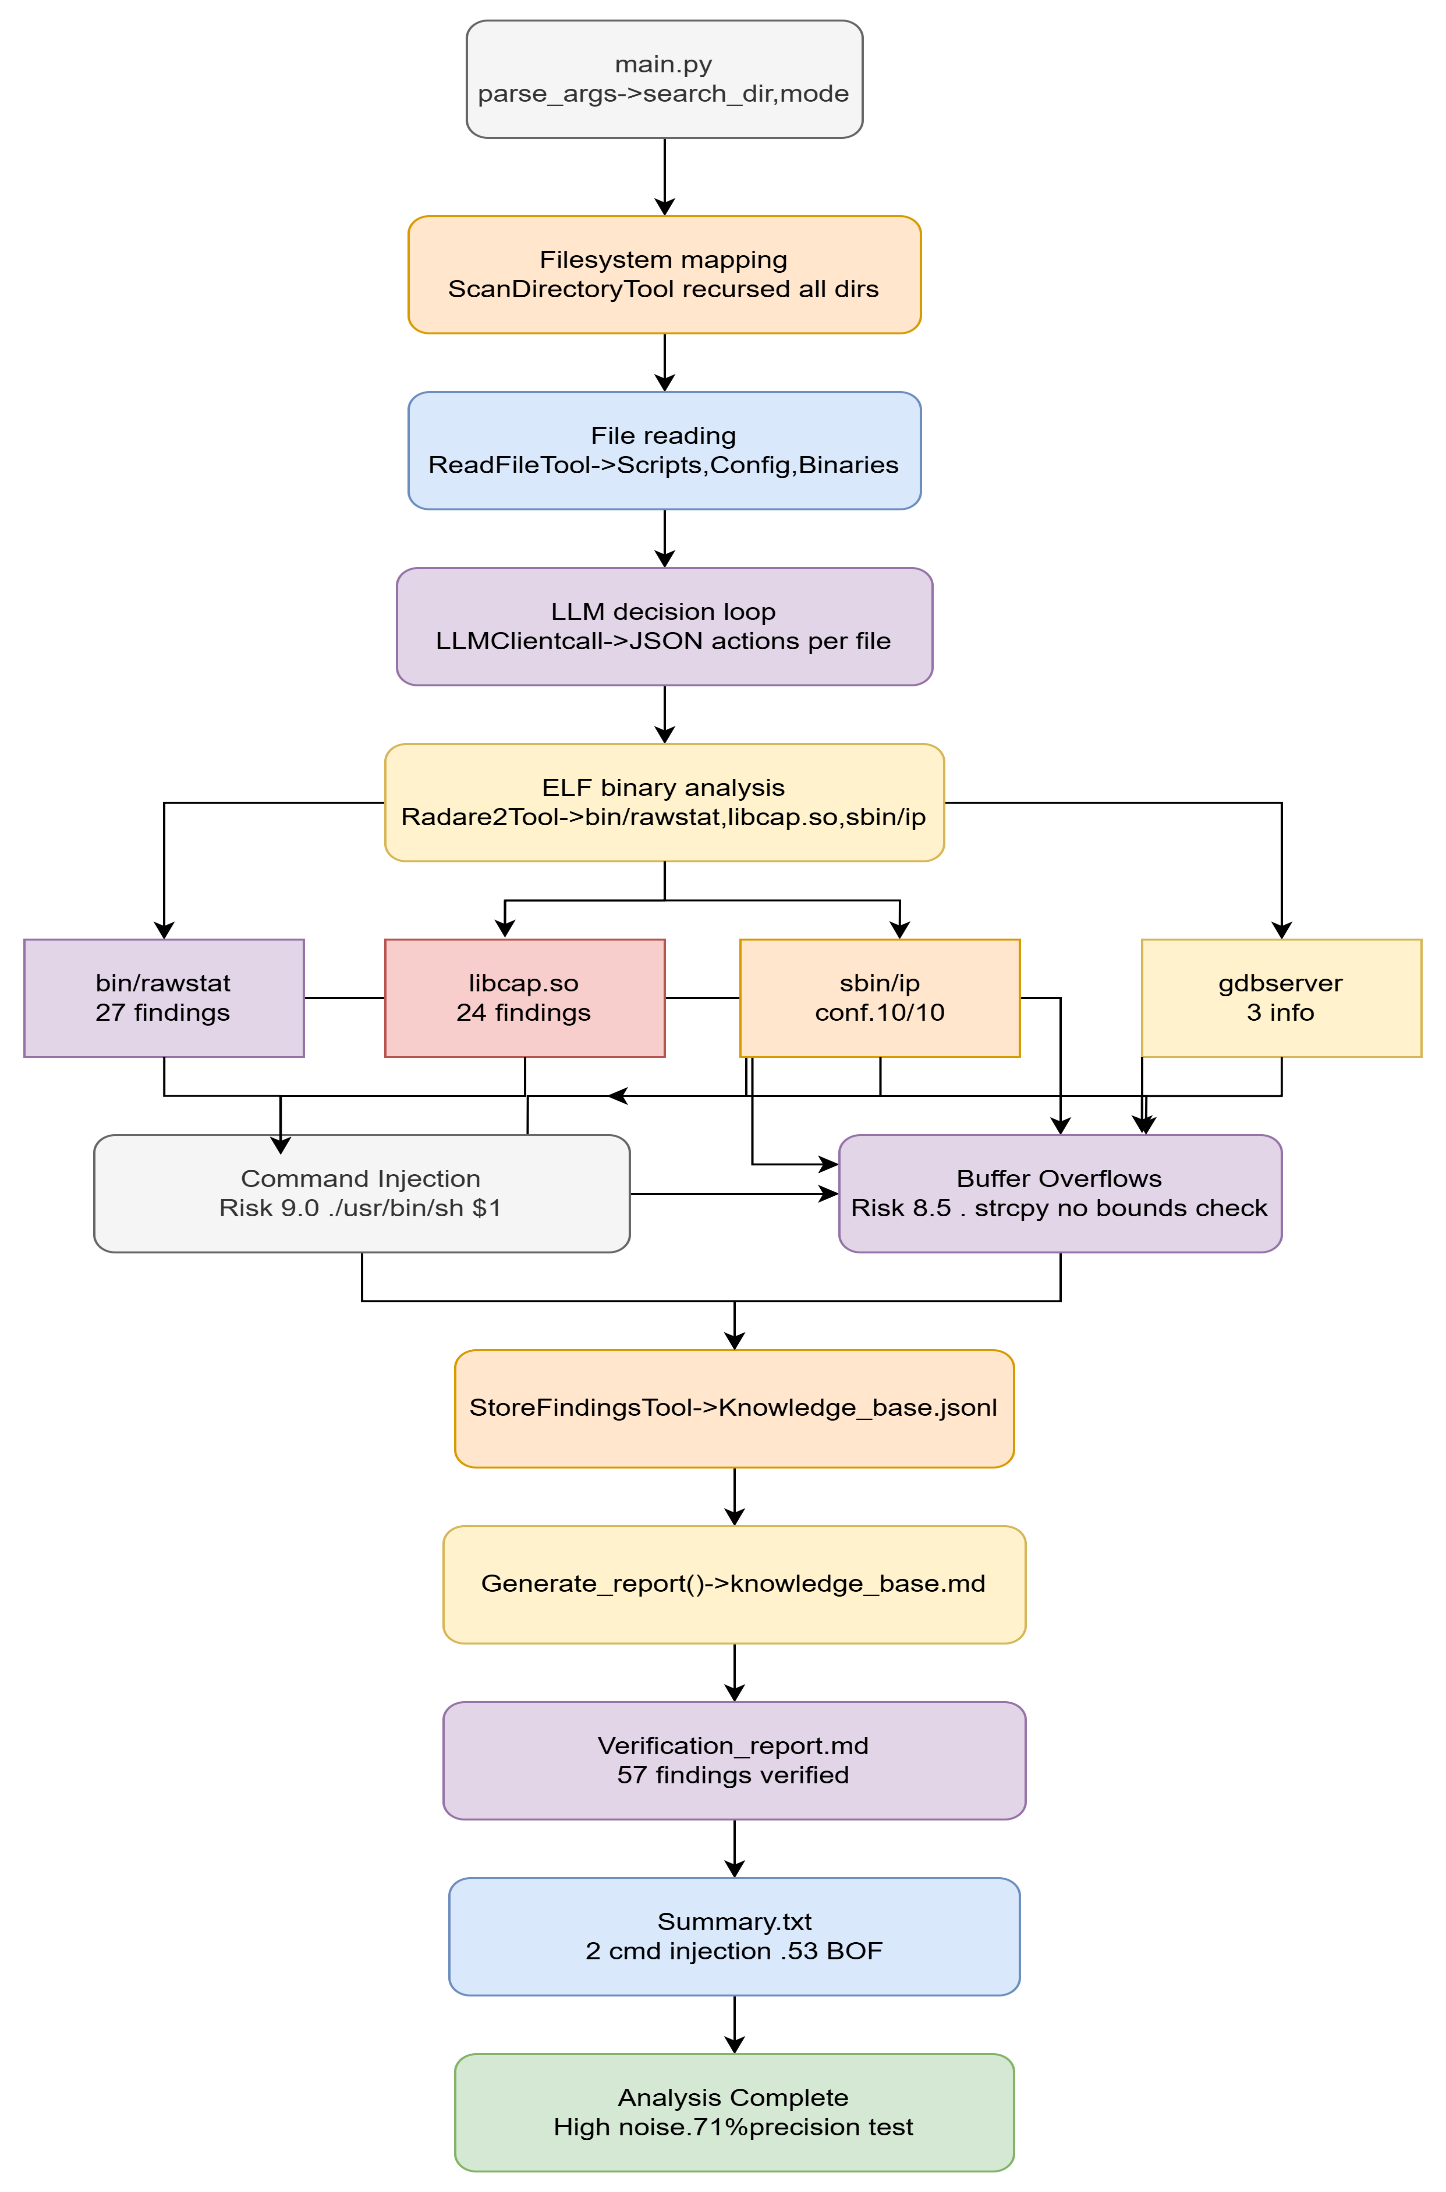 main.py
parse_args->search_dir,mode
Filesystem mapping
ScanDirectoryTool recursed all dirs
File reading
ReadFileTool->Scripts,Config,Binaries
LLM decision loop
LLMClientcall->JSON actions per file
ELF binary analysis
Radare2Tool->bin/rawstat,libcap.so,sbin/ip
bin/rawstat
27 findings
libcap.so
24 findings
sbin/ip
conf.10/10
gdbserver
3 info
Command Injection
Risk 9.0 ./usr/bin/sh $1
Buffer Overflows
Risk 8.5 . strcpy no bounds check
StoreFindingsTool->Knowledge_base.jsonl
Generate_report()->knowledge_base.md
Verification_report.md
57 findings verified
Summary.txt
2 cmd injection .53 BOF
Analysis Complete
High noise.71%precision test